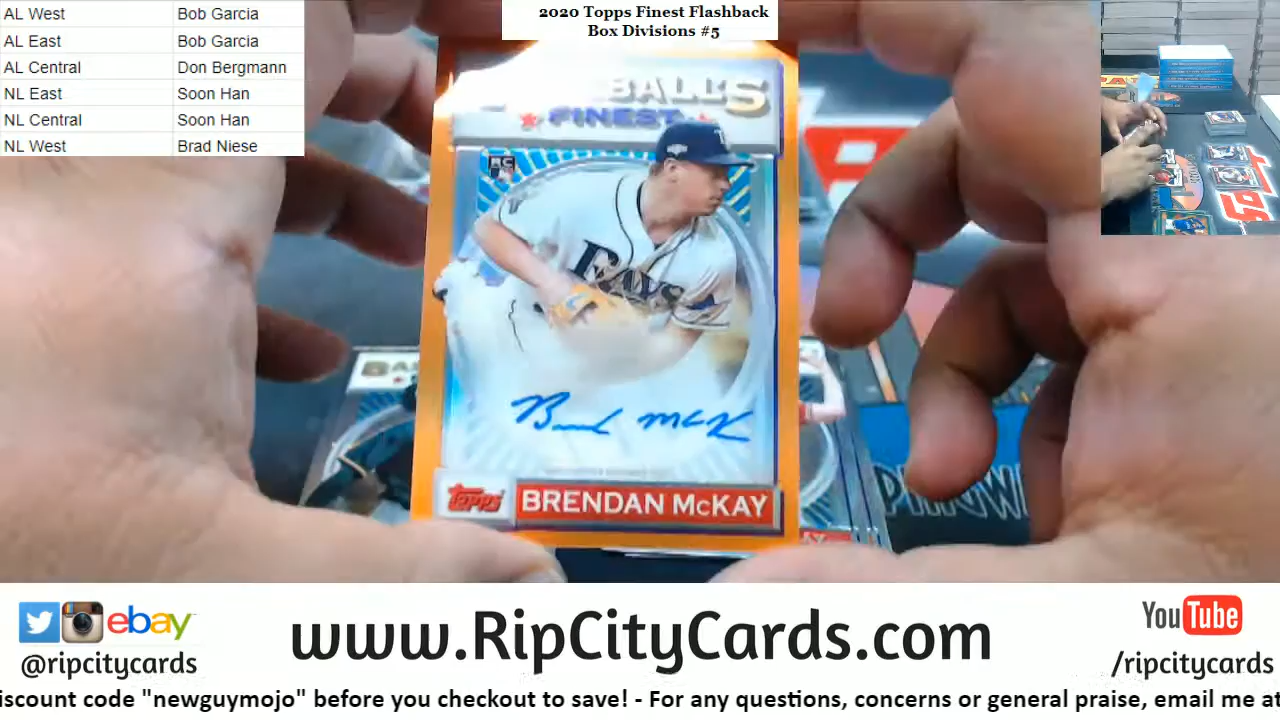 AL West Bob Garcia
AL East Bob Garcia
AL Central Don Bergmann
NL East Soon Han
NL Central Soon Han
NL West Brad Niese
2020 Topps Finest Flashback
Box Divisions #5
FINEST
RC
Rays
TOPPS BRENDAN McKAY
ebay
@ripcitycards
www.RipCityCards.com
YouTube
/ripcitycards
discount code "newguymojo" before you checkout to save! - For any questions, concerns or general praise, email me at